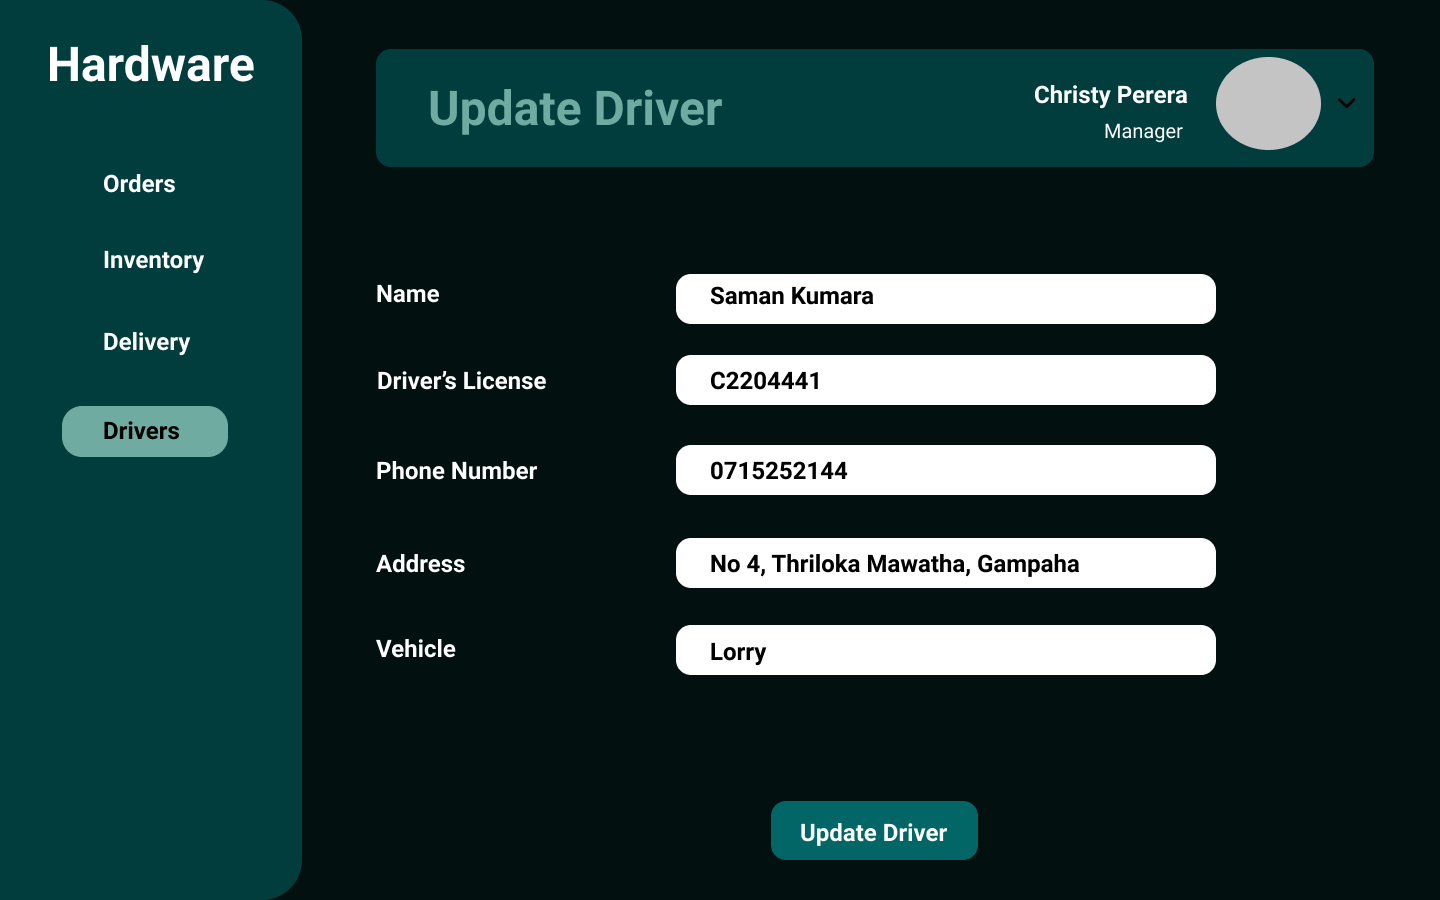 Hardware
Orders
Inventory
Delivery
Drivers
Update Driver
Christy Perera
Manager
Name
Saman Kumara
Driver’s License
C2204441
Phone Number
0715252144
Address
No 4, Thriloka Mawatha, Gampaha
Vehicle
Lorry
Update Driver